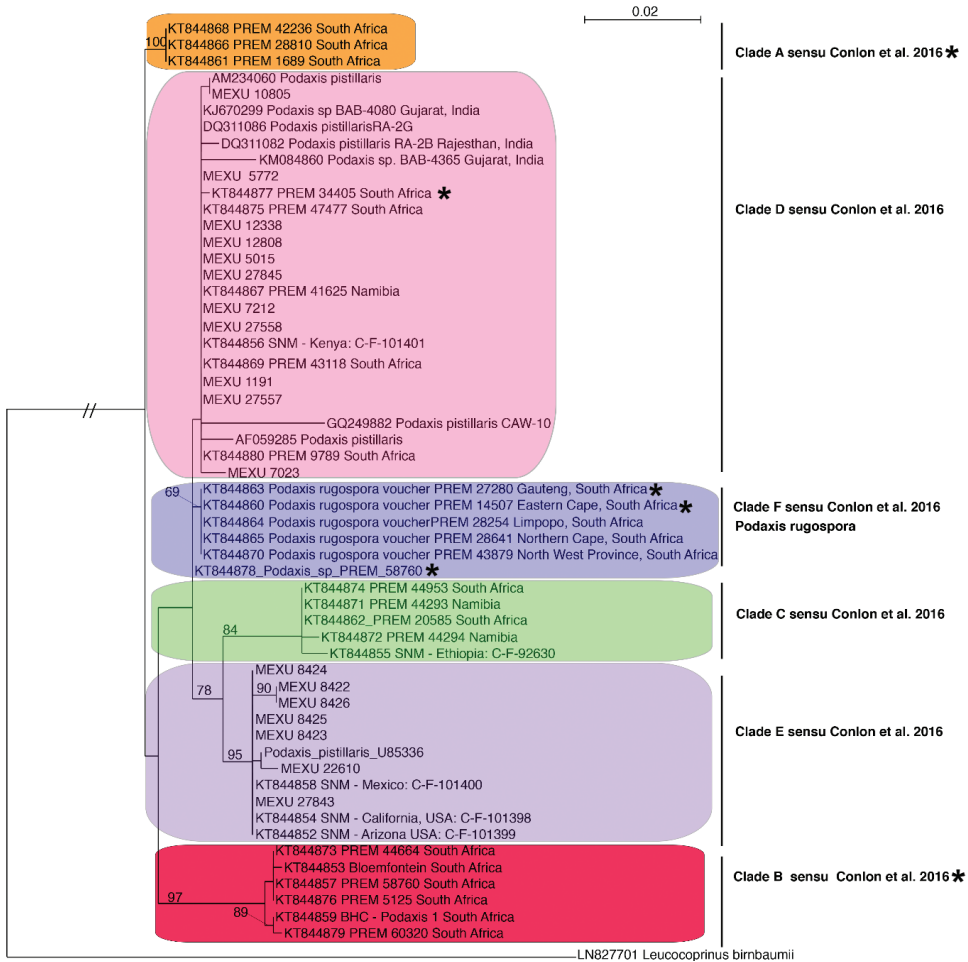 0.02
100
KT844868 PREM 42236 South Africa
KT844866 PREM 28810 South Africa
KT844861 PREM 1689 South Africa
Clade A sensu Conlon et al. 2016 *
AM234060 Podaxis pistillaris
MEXU 10805
KJ670299 Podaxis sp BAB-4080 Gujarat, India
DQ311086 Podaxis pistillarisRA-2G
DQ311082 Podaxis pistillaris RA-2B Rajesthan, India
KM084860 Podaxis sp. BAB-4365 Gujarat, India
MEXU 5772
KT844877 PREM 34405 South Africa *
KT844875 PREM 47477 South Africa
MEXU 12338
MEXU 12808
MEXU 5015
MEXU 27845
KT844867 PREM 41625 Namibia
MEXU 7212
MEXU 27558
KT844856 SNM - Kenya: C-F-101401
KT844869 PREM 43118 South Africa
MEXU 1191
MEXU 27557
GQ249882 Podaxis pistillaris CAW-10
AF059285 Podaxis pistillaris
KT844880 PREM 9789 South Africa
MEXU 7023
Clade D sensu Conlon et al. 2016
//
69
KT844863 Podaxis rugospora voucher PREM 27280 Gauteng, South Africa *
KT844860 Podaxis rugospora voucher PREM 14507 Eastern Cape, South Africa *
KT844864 Podaxis rugospora voucherPREM 28254 Limpopo, South Africa
KT844865 Podaxis rugospora voucher PREM 28641 Northern Cape, South Africa
KT844870 Podaxis rugospora voucher PREM 43879 North West Province, South Africa
KT844878_Podaxis_sp_PREM_58760 *
Clade F sensu Conlon et al. 2016
Podaxis rugospora
84
KT844874 PREM 44953 South Africa
KT844871 PREM 44293 Namibia
KT844862_PREM 20585 South Africa
KT844872 PREM 44294 Namibia
KT844855 SNM - Ethiopia: C-F-92630
Clade C sensu Conlon et al. 2016
78
MEXU 8424
90
MEXU 8422
MEXU 8426
MEXU 8425
MEXU 8423
95
Podaxis_pistillaris_U85336
MEXU 22610
KT844858 SNM - Mexico: C-F-101400
MEXU 27843
KT844854 SNM - California, USA: C-F-101398
KT844852 SNM - Arizona USA: C-F-101399
Clade E sensu Conlon et al. 2016
97
KT844873 PREM 44664 South Africa
KT844853 Bloemfontein South Africa
KT844857 PREM 58760 South Africa
KT844876 PREM 5125 South Africa
89
KT844859 BHC - Podaxis 1 South Africa
KT844879 PREM 60320 South Africa
Clade B sensu Conlon et al. 2016 *
LN827701 Leucocoprinus birnbaumii